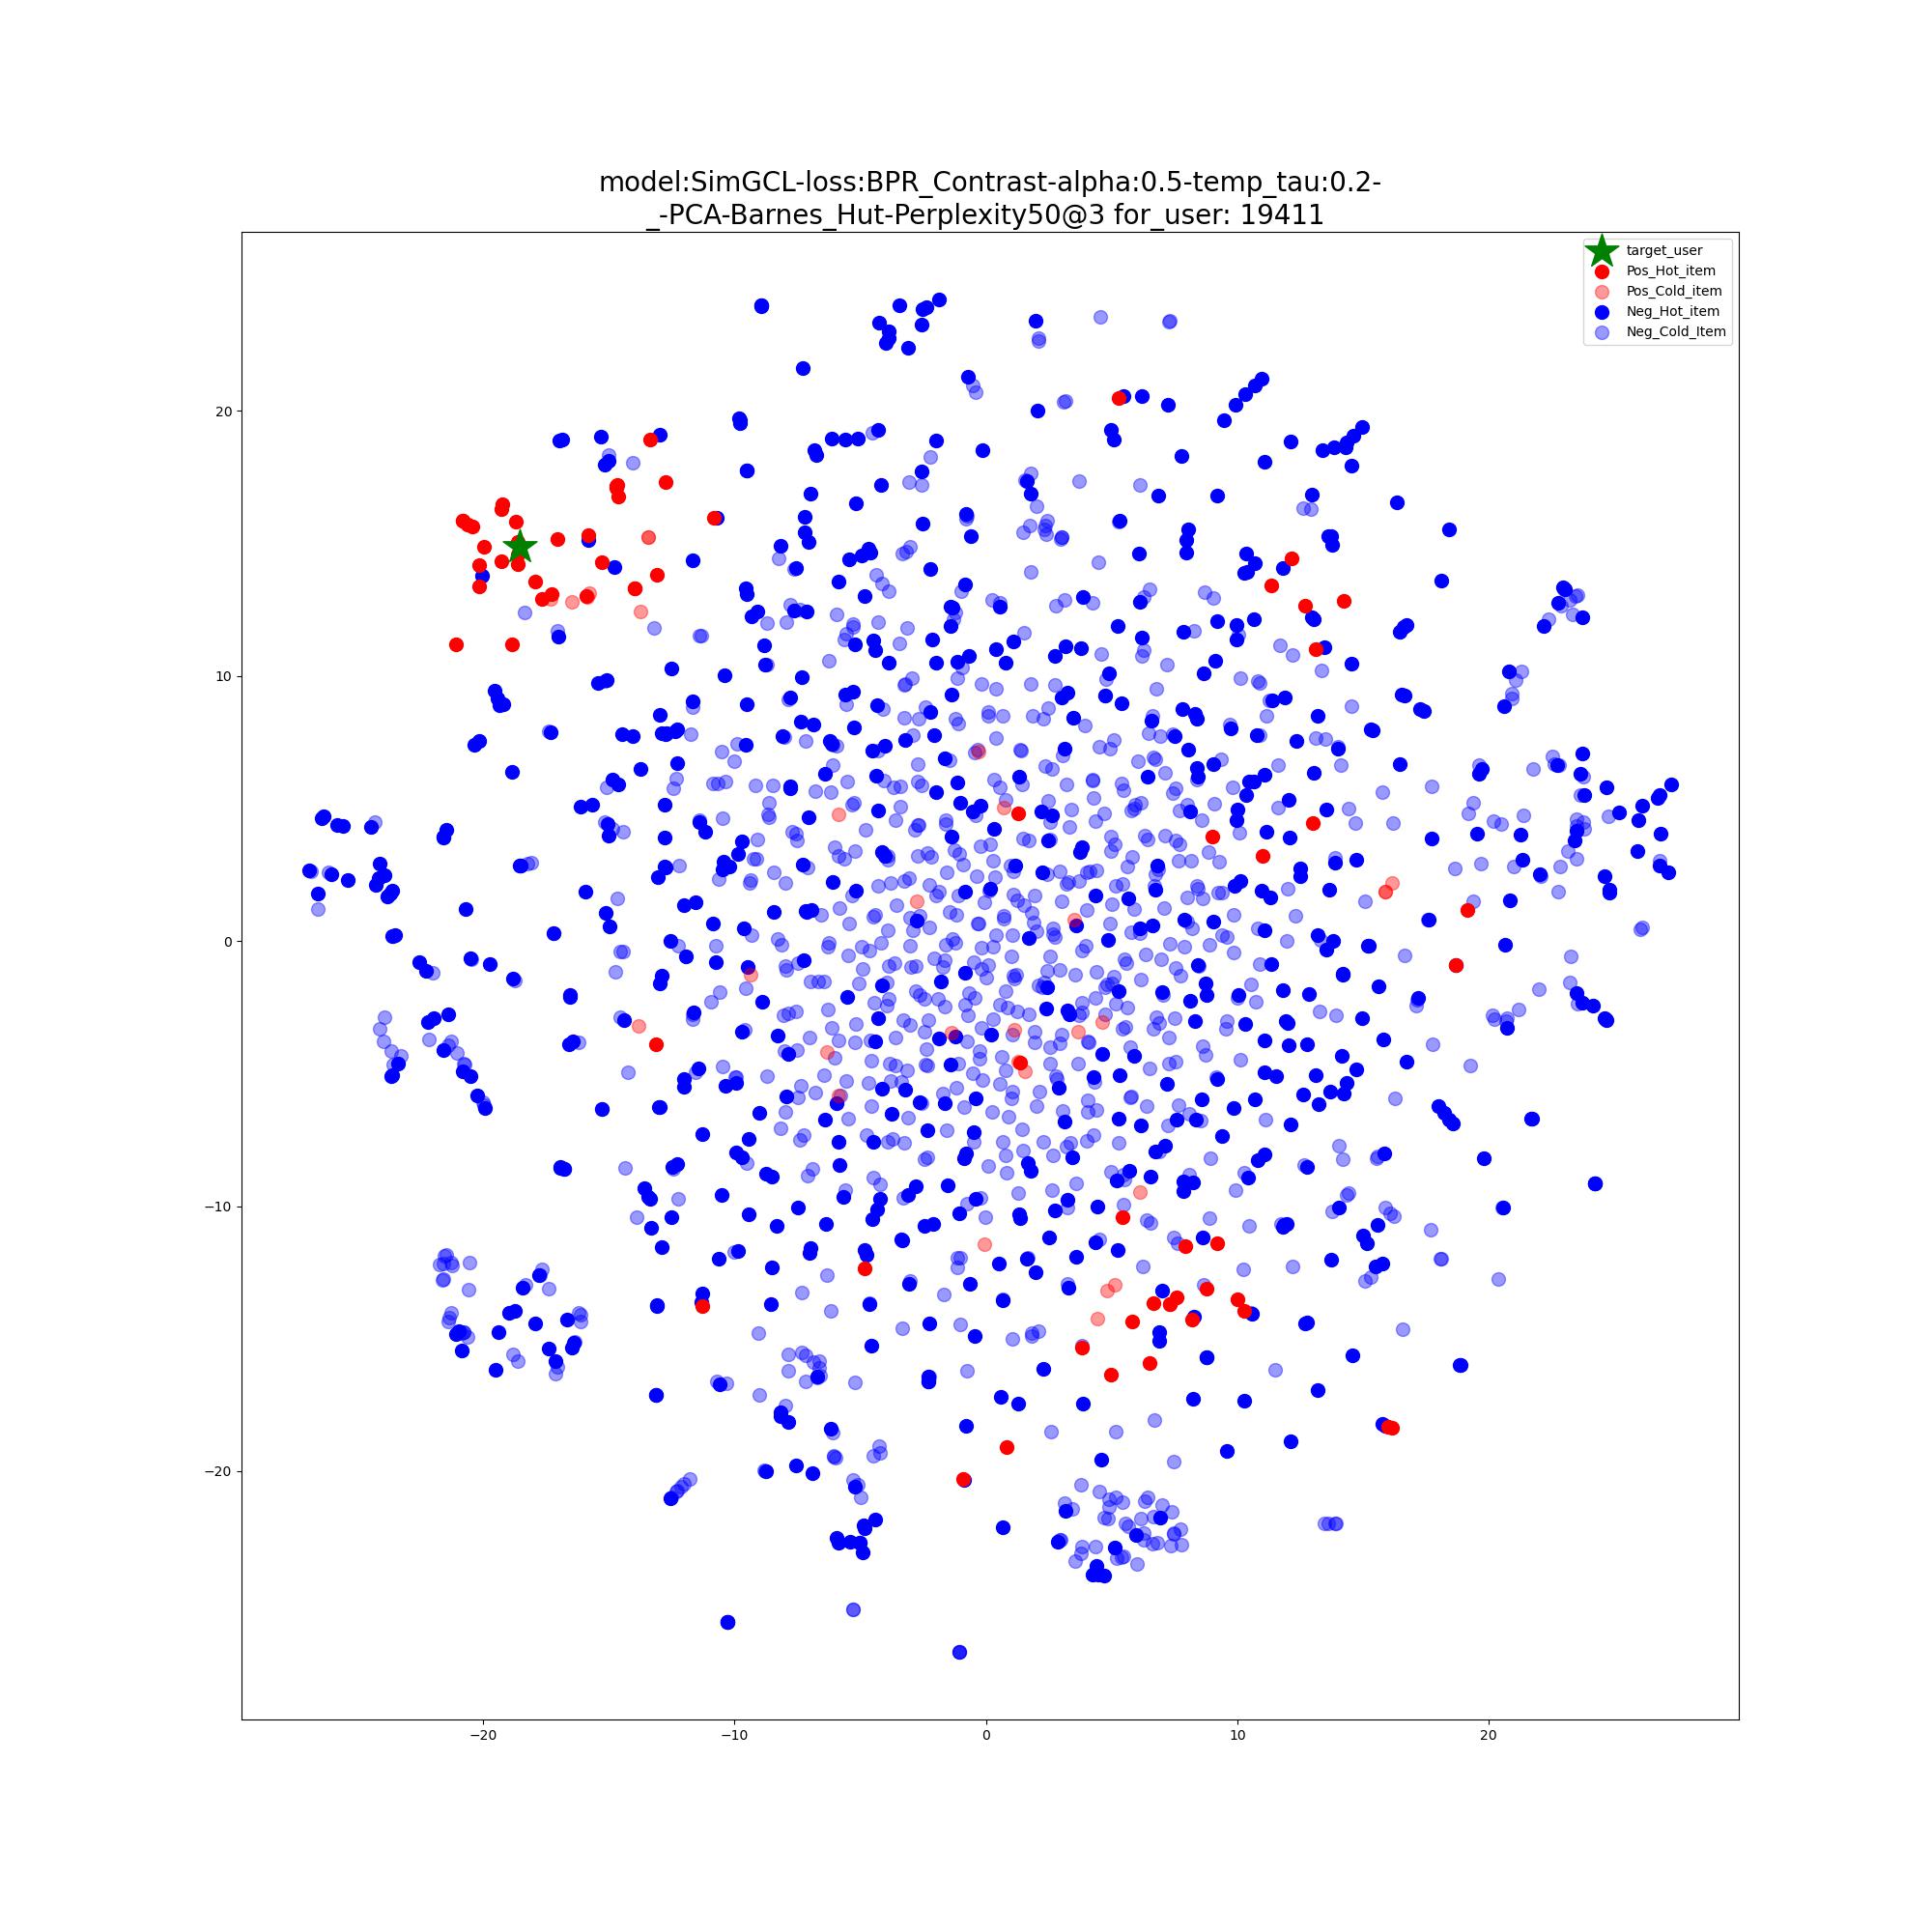 model:SimGCL-loss:BPR_Contrast-alpha:0.5-temp_tau:0.2-
_-PCA-Barnes_Hut-Perplexity50@3 for_user: 19411
target_user
Pos_Hot_item
Pos_Cold_item
Neg_Hot_item
Neg_Cold_Item
20
10
0
−10
−20
−20 −10 0 10 20